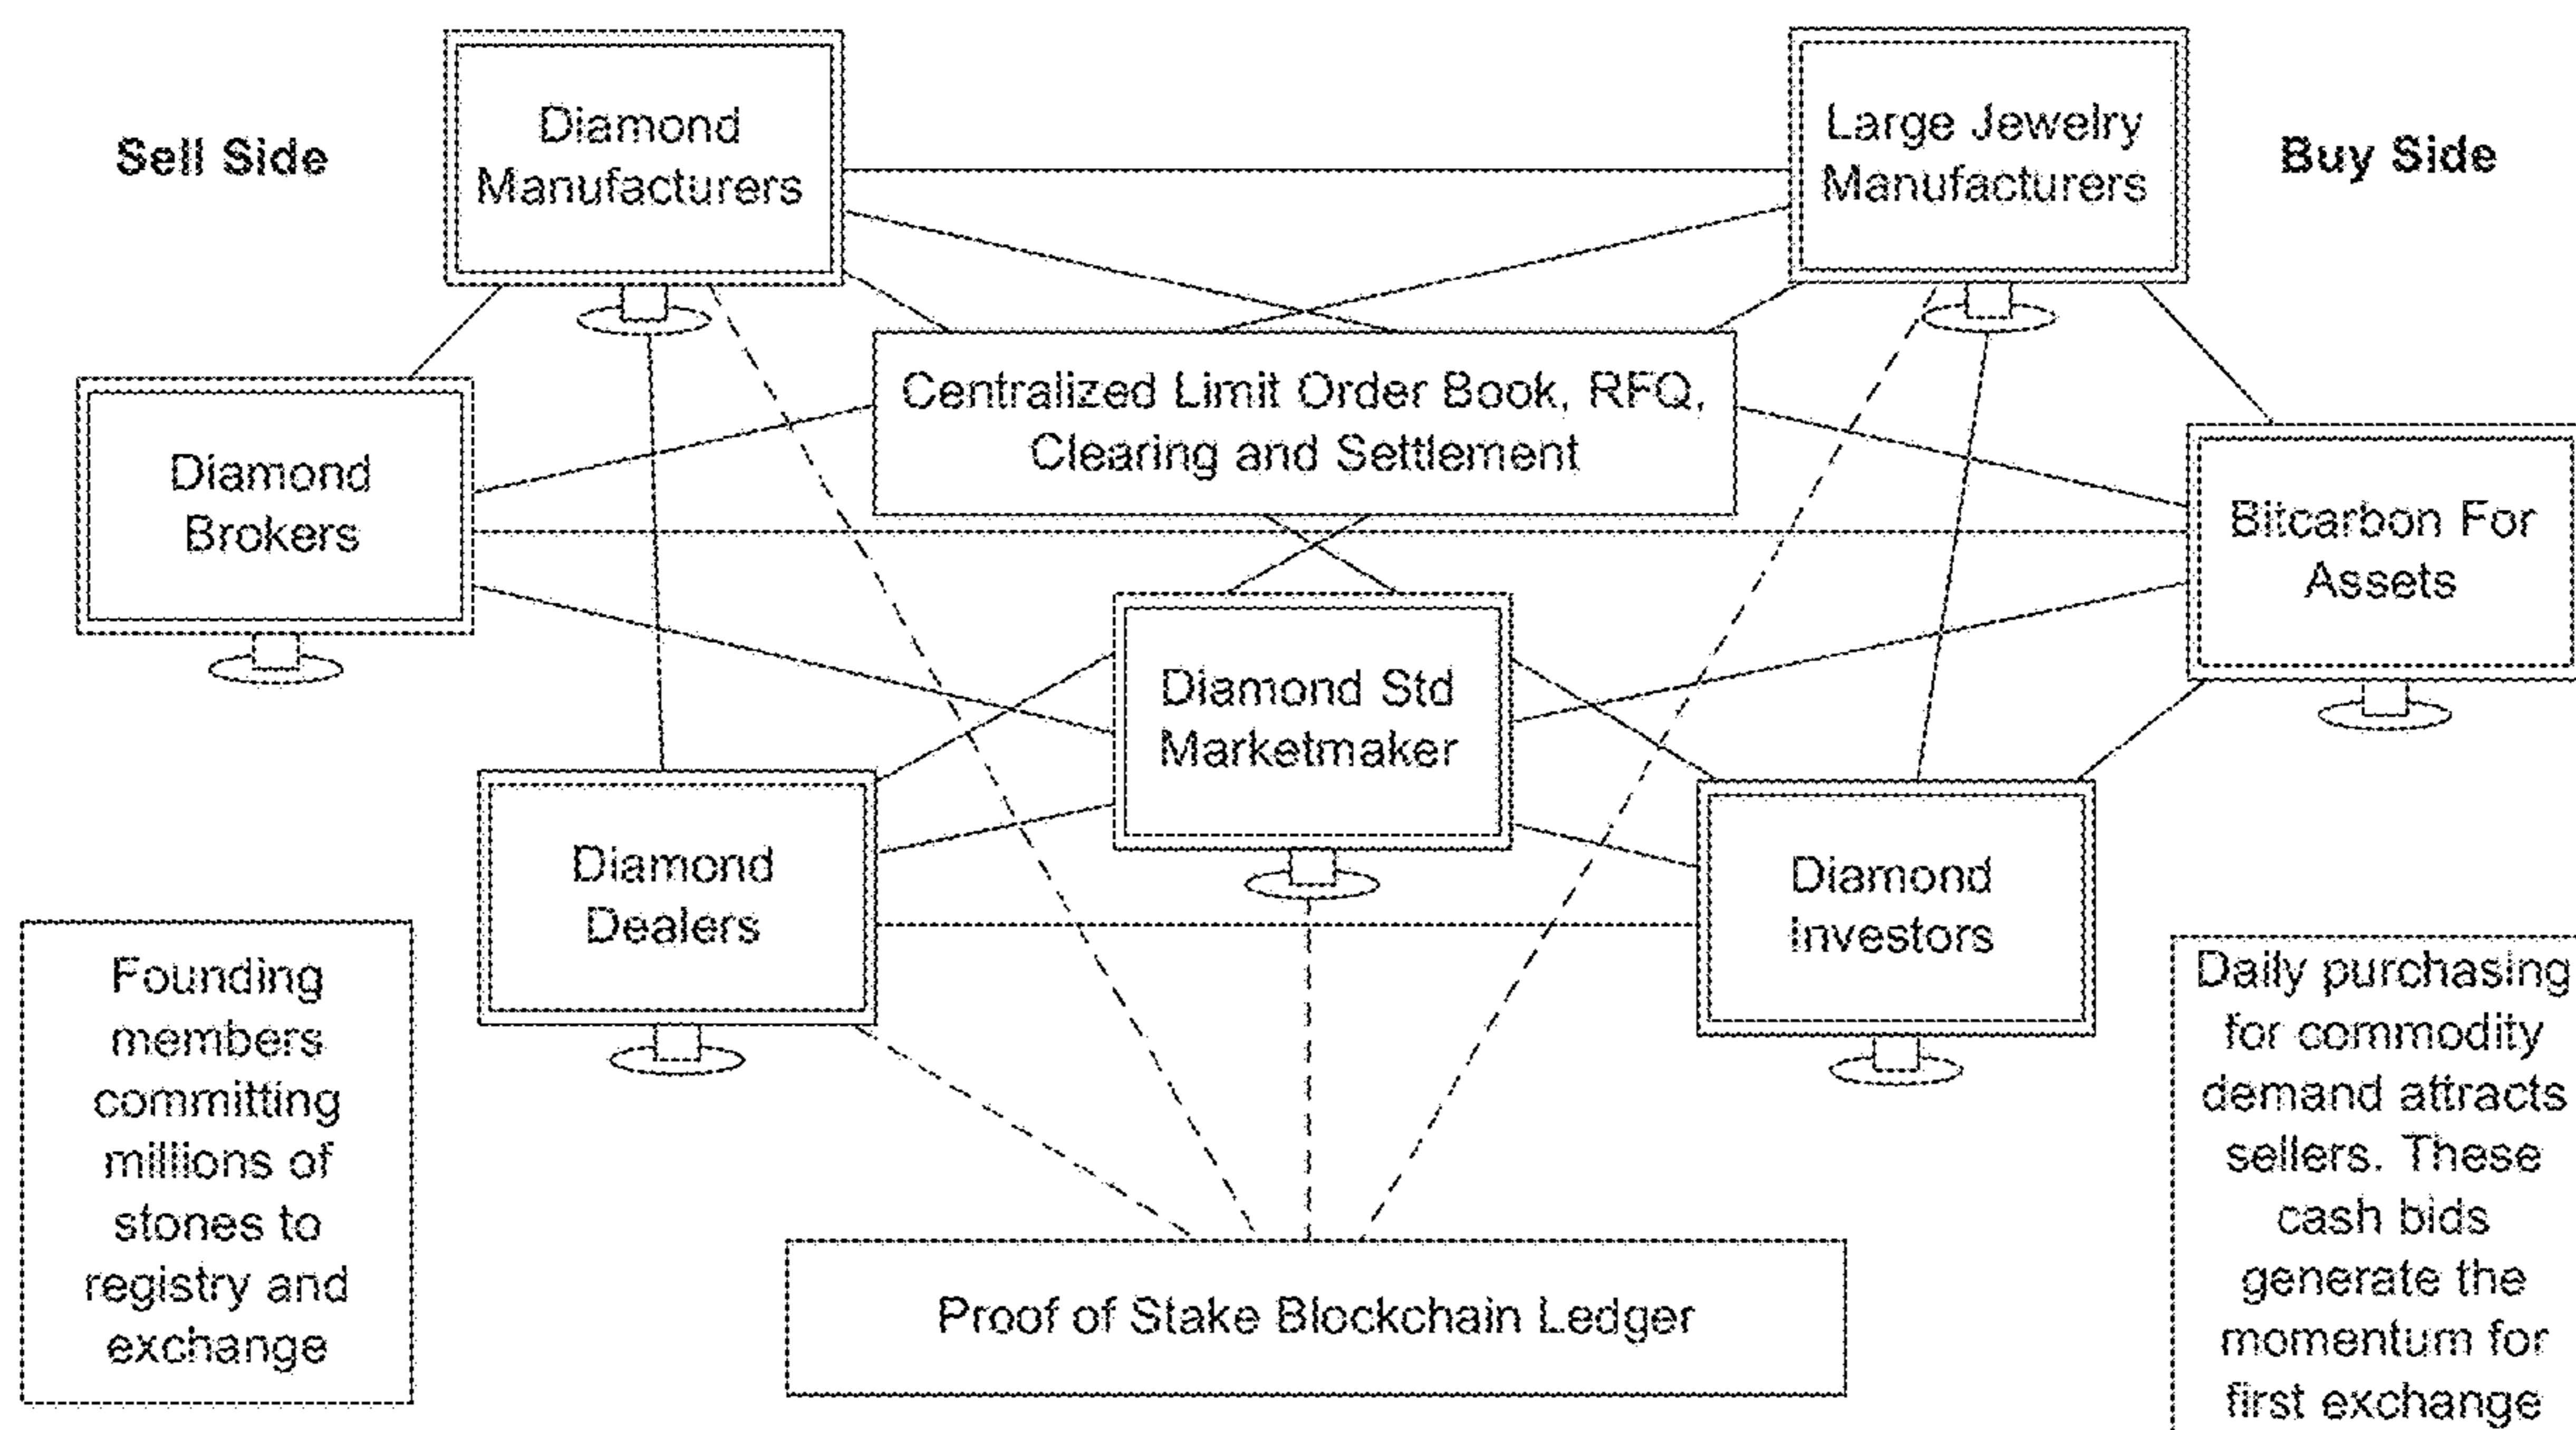 Sell Side
Diamond
Manufacturers
Large Jewelry
Manufacturers
Buy Side
Centralized Limit Order Book, RFQ,
Clearing and Settlement
Diamond
Brokers
Bitcarbon For
Assets
Diamond Std
Marketmaker
Diamond
Dealers
Diamond
Investors
Founding
members
committing
millions of
stones to
registry and
exchange
Daily purchasing
for commodity
demand attracts
sellers. These
cash bids
generate the
momentum for
first exchange
Proof of Stake Blockchain Ledger